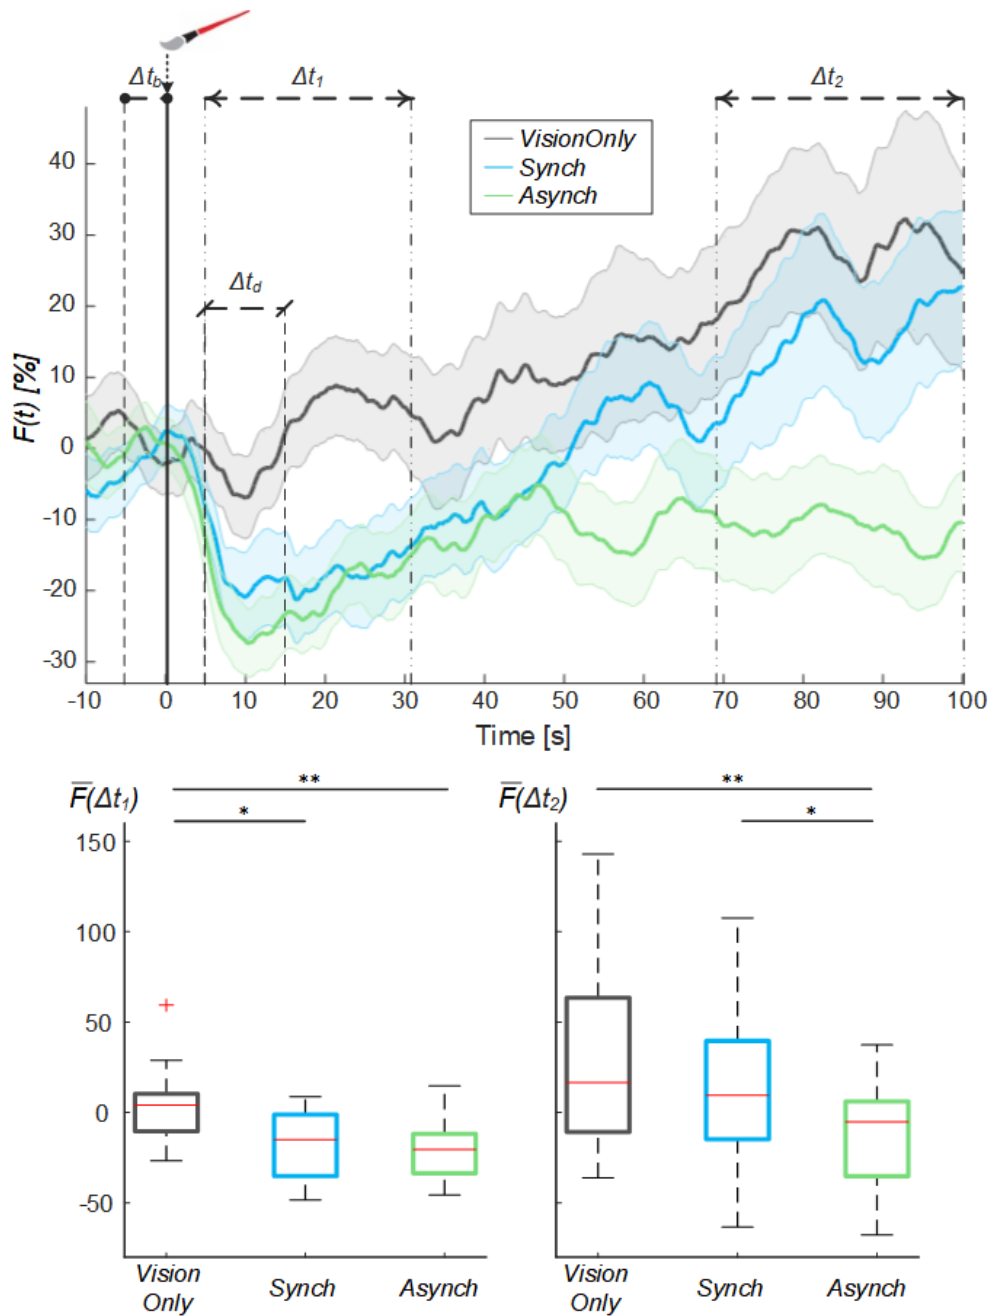 Δt_b Δt_1 Δt_2
VisionOnly
Synch
Asynch
Δt_d
F(t) [%]
40
30
20
10
0
-10
-20
-30
-10 0 10 20 30 40 50 60 70 80 90 100
Time [s]
F̅(Δt_1) ** *
150
100
50
0
-50
Vision Only Synch Asynch
F̅(Δt_2) ** *
Vision Only Synch Asynch